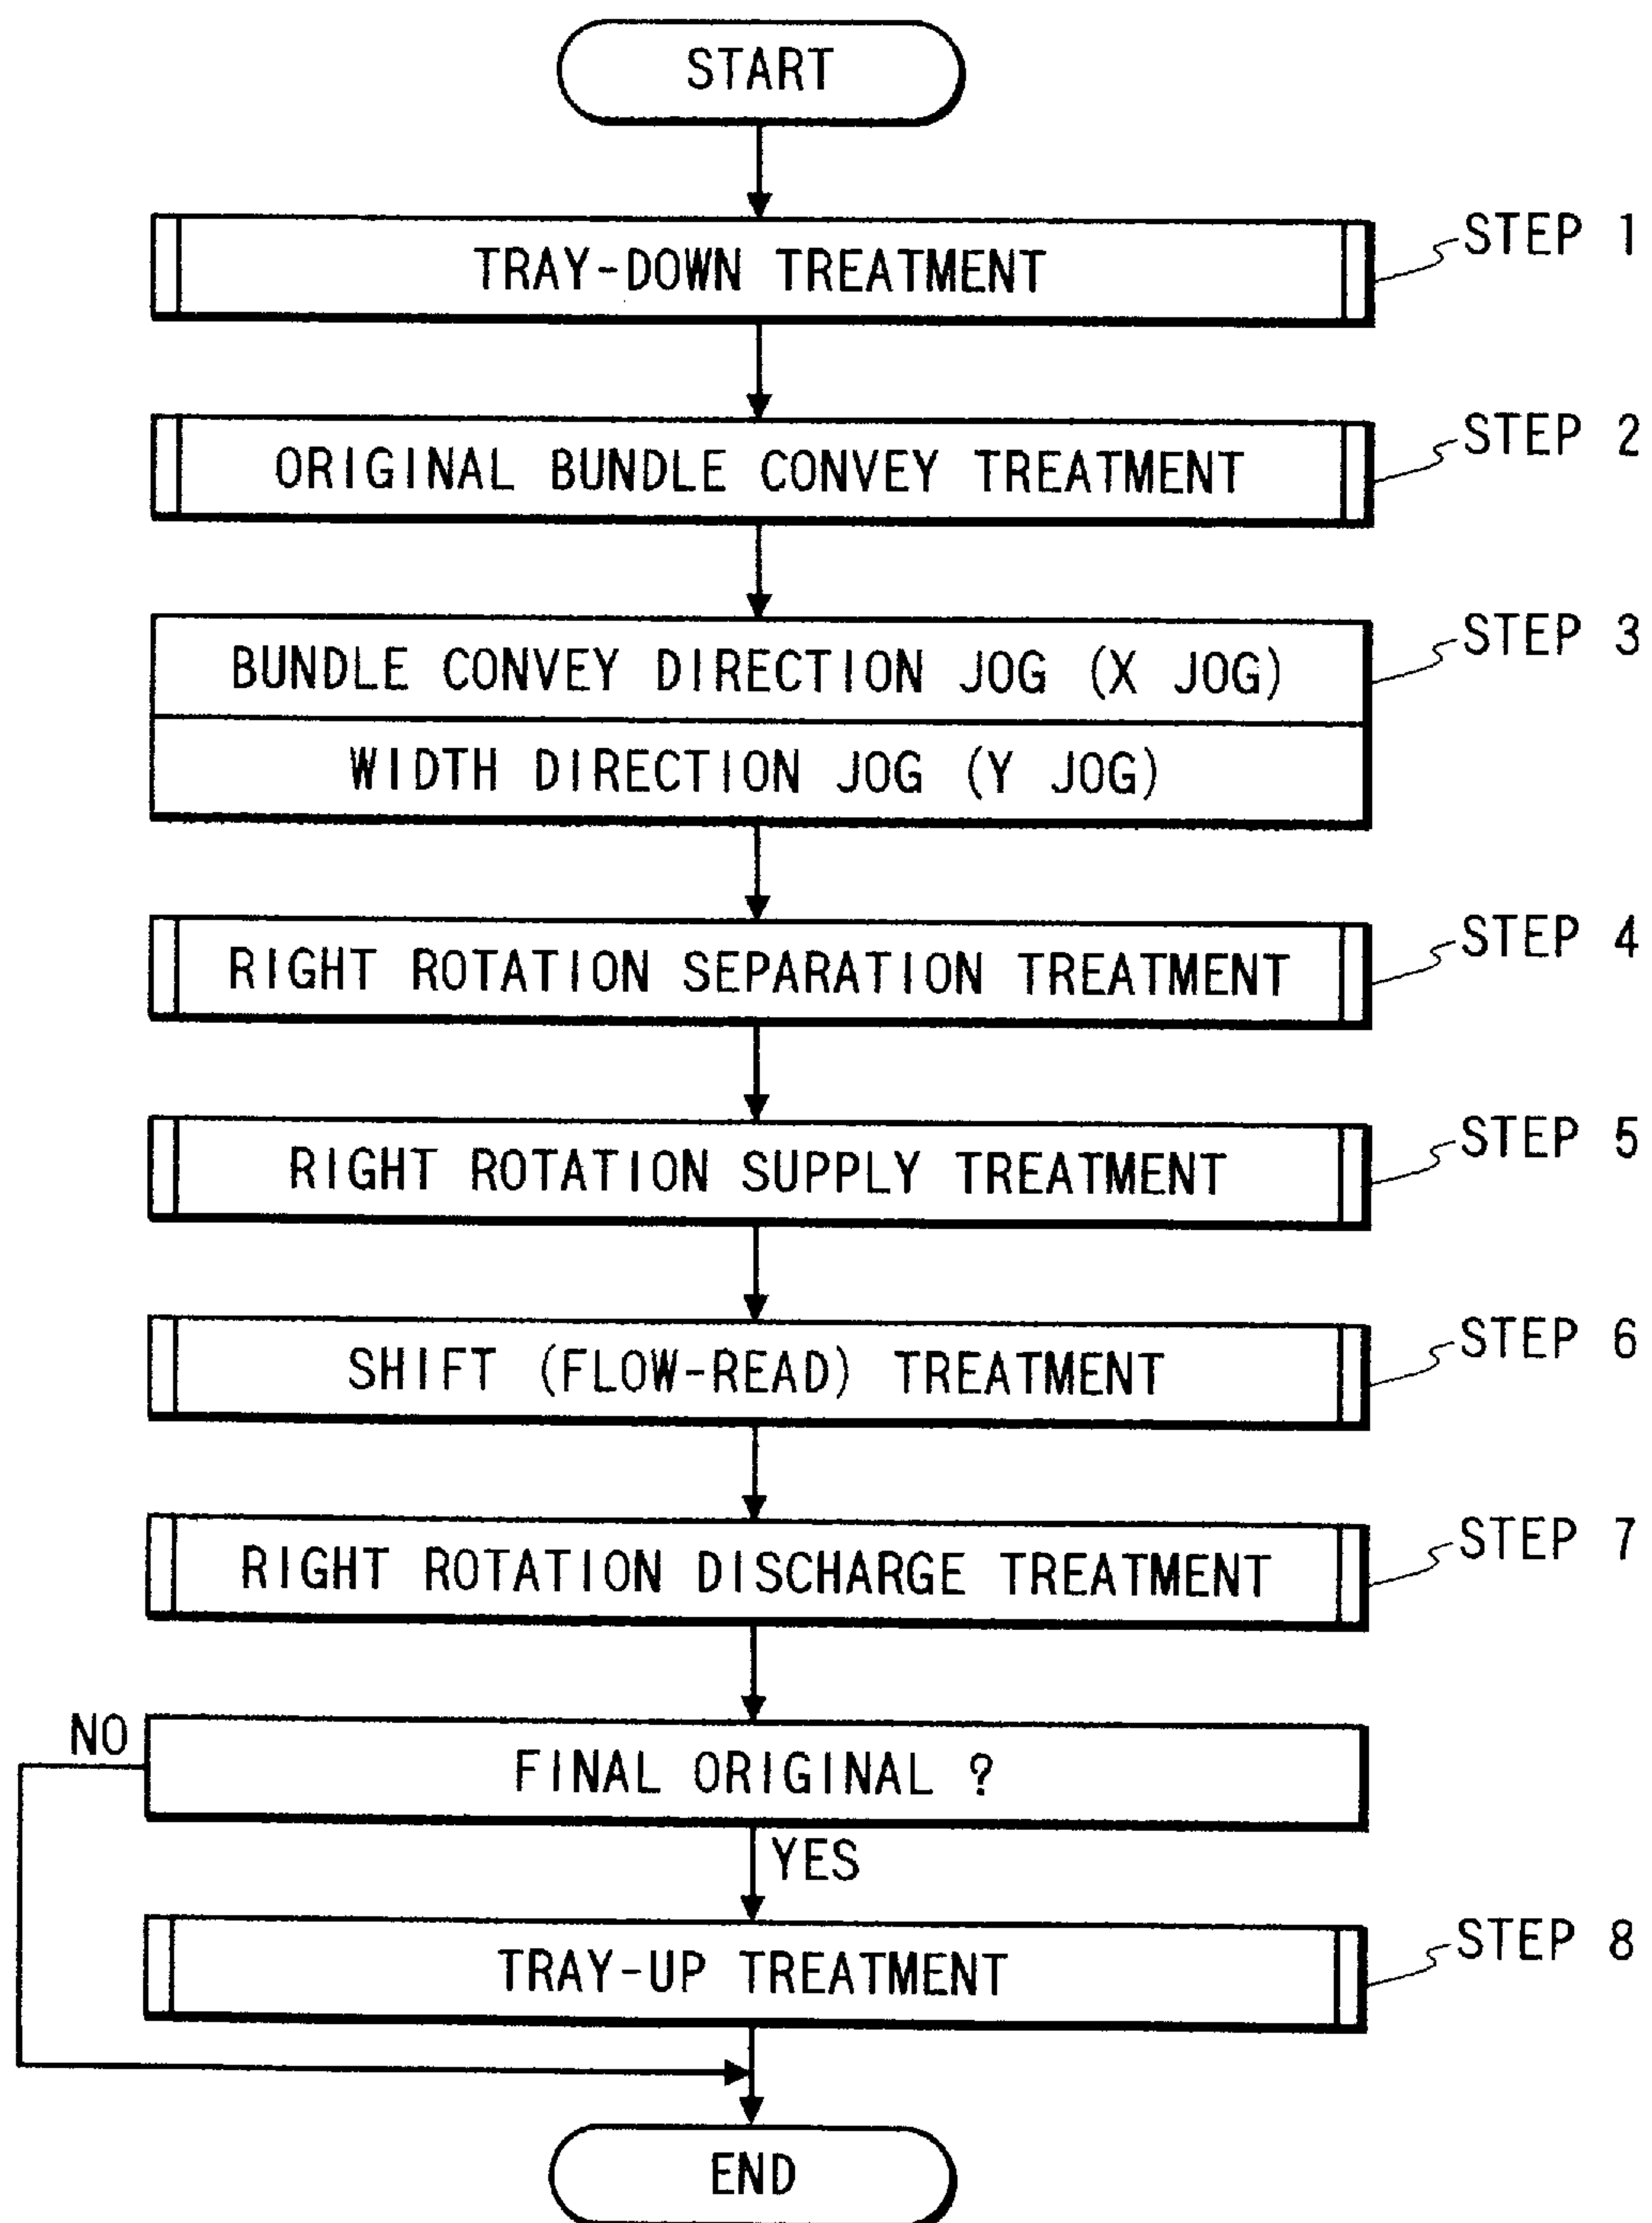 START
TRAY-DOWN TREATMENT
STEP 1
ORIGINAL BUNDLE CONVEY TREATMENT
STEP 2
BUNDLE CONVEY DIRECTION JOG (X JOG)
STEP 3
WIDTH DIRECTION JOG (Y JOG)
RIGHT ROTATION SEPARATION TREATMENT
STEP 4
RIGHT ROTATION SUPPLY TREATMENT
STEP 5
SHIFT (FLOW-READ) TREATMENT
STEP 6
RIGHT ROTATION DISCHARGE TREATMENT
STEP 7
NO
FINAL ORIGINAL ?
YES
TRAY-UP TREATMENT
STEP 8
END